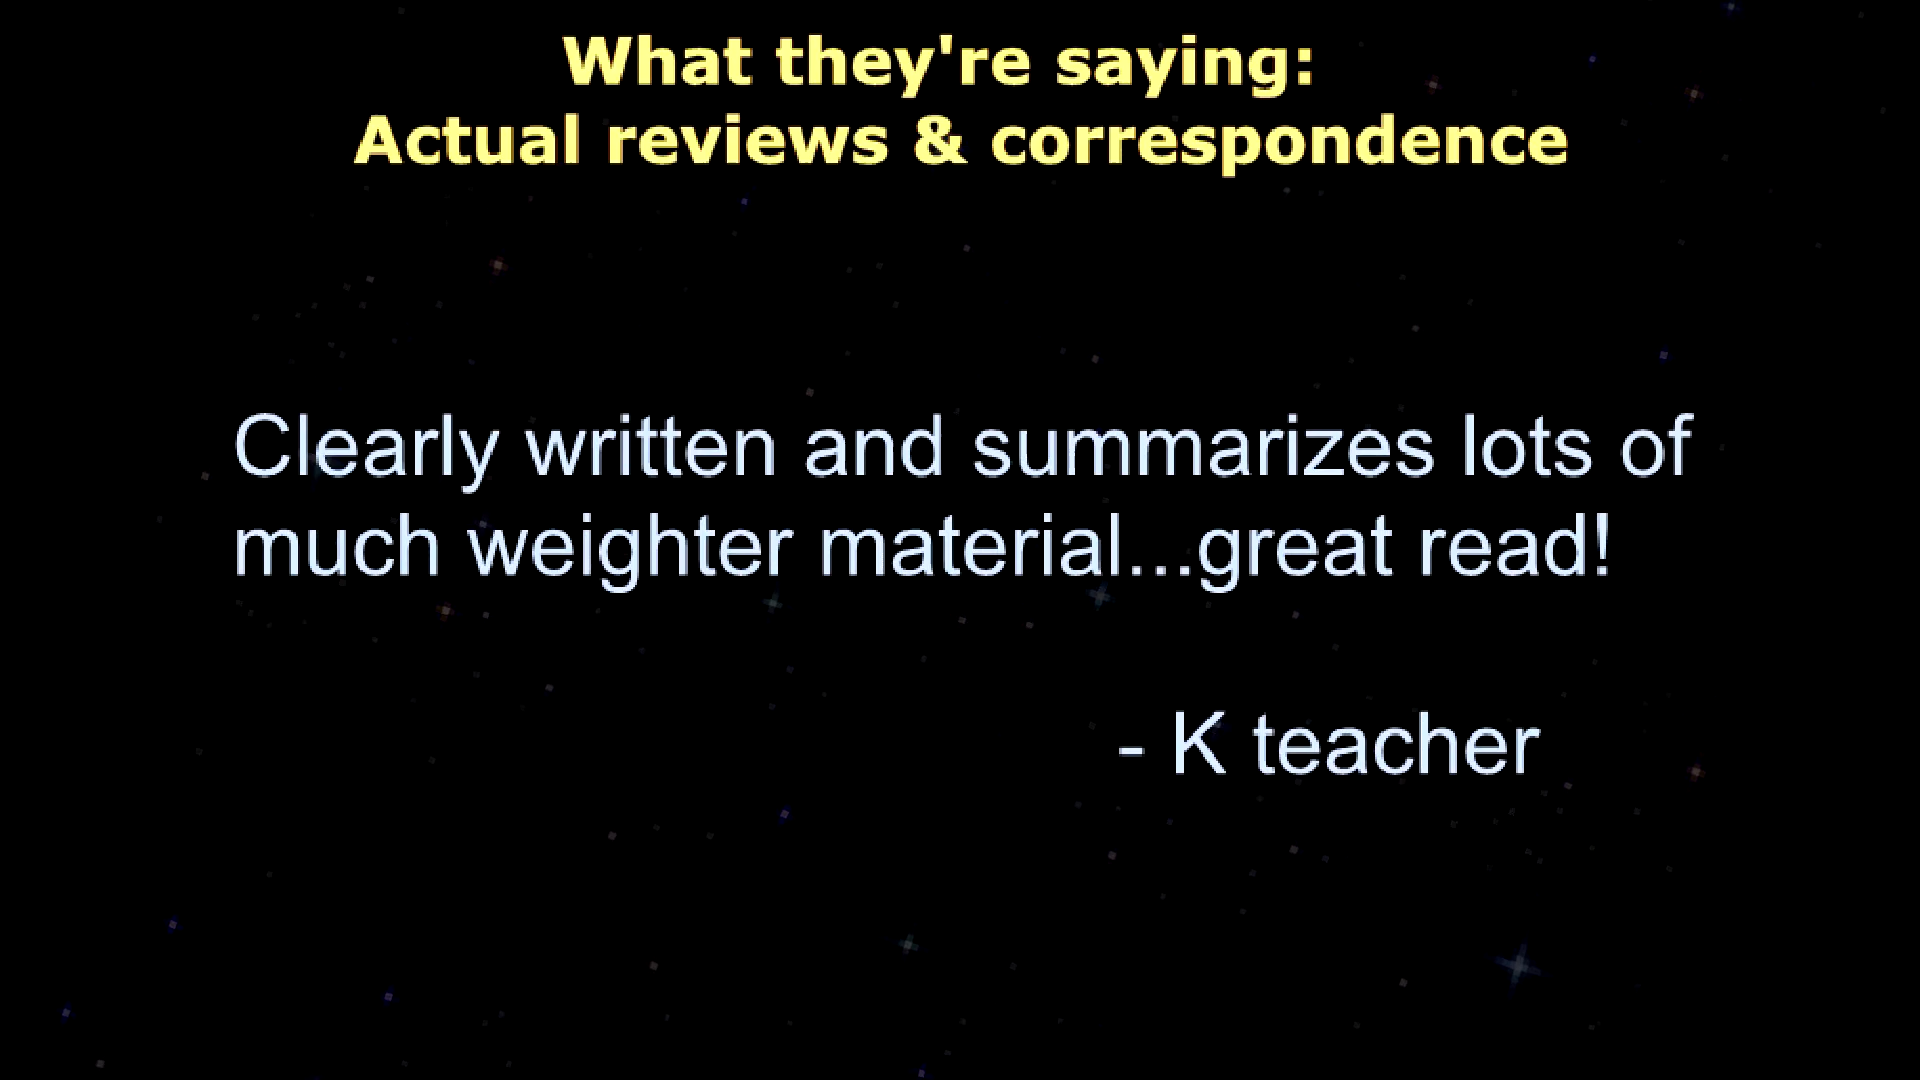 What they're saying:
Actual reviews & correspondence
Clearly written and summarizes lots of
much weighter material...great read!
- K teacher